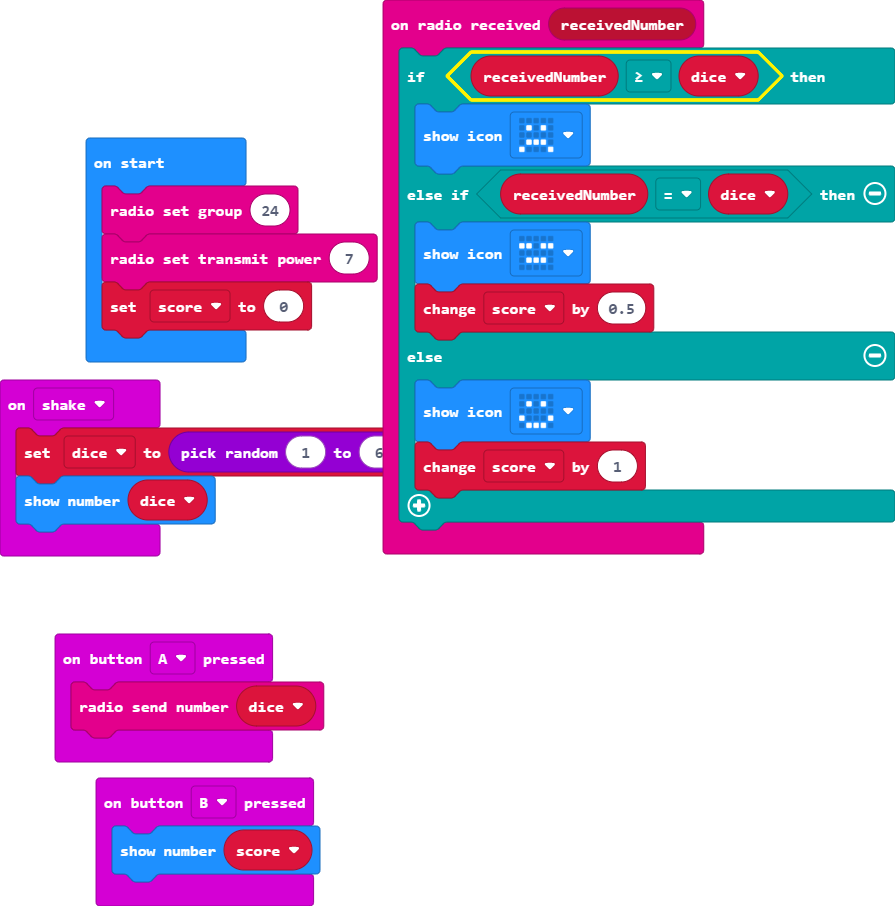 on start
radio set group 24
radio set transmit power 7
set score to 0
on shake
set dice to pick random 1 to 6
show number dice
on radio received receivedNumber
if receivedNumber ≥ dice then
show icon
else if receivedNumber = dice then
show icon
change score by 0.5
else
show icon
change score by 1
on button A pressed
radio send number dice
on button B pressed
show number score